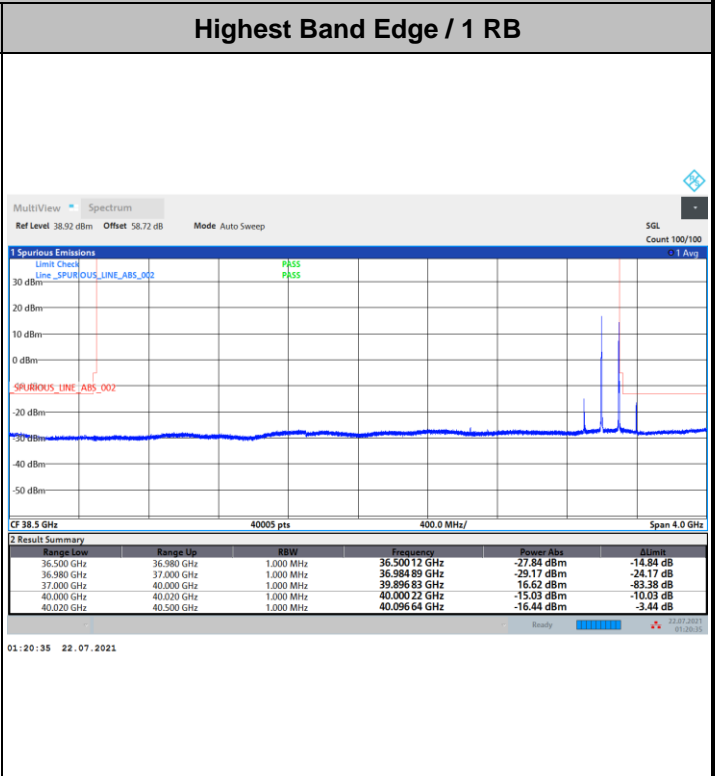 Highest Band Edge / 1 RB
MultiView Spectrum
Ref Level 38.92 dBm Offset 58.72 dB Mode Auto Sweep SGL
Count 100/100
1 Spurious Emissions 1 Avg
Limit Check PASS
Line _SPURIOUS_LINE_ABS_002 PASS
30 dBm
20 dBm
10 dBm
0 dBm
_SPURIOUS_LINE_ABS_002
-20 dBm
-30 dBm
-40 dBm
-50 dBm
CF 38.5 GHz 40005 pts 400.0 MHz/ Span 4.0 GHz
2 Result Summary
Range Low Range Up RBW Frequency Power Abs ΔLimit
36.500 GHz 36.980 GHz 1.000 MHz 36.500 12 GHz -27.84 dBm -14.84 dB
36.980 GHz 37.000 GHz 1.000 MHz 36.984 89 GHz -29.17 dBm -24.17 dB
37.000 GHz 40.000 GHz 1.000 MHz 39.896 83 GHz 16.62 dBm -83.38 dB
40.000 GHz 40.020 GHz 1.000 MHz 40.000 22 GHz -15.03 dBm -10.03 dB
40.020 GHz 40.500 GHz 1.000 MHz 40.096 64 GHz -16.44 dBm -3.44 dB
Ready 22.07.2021
01:20:35
01:20:35 22.07.2021